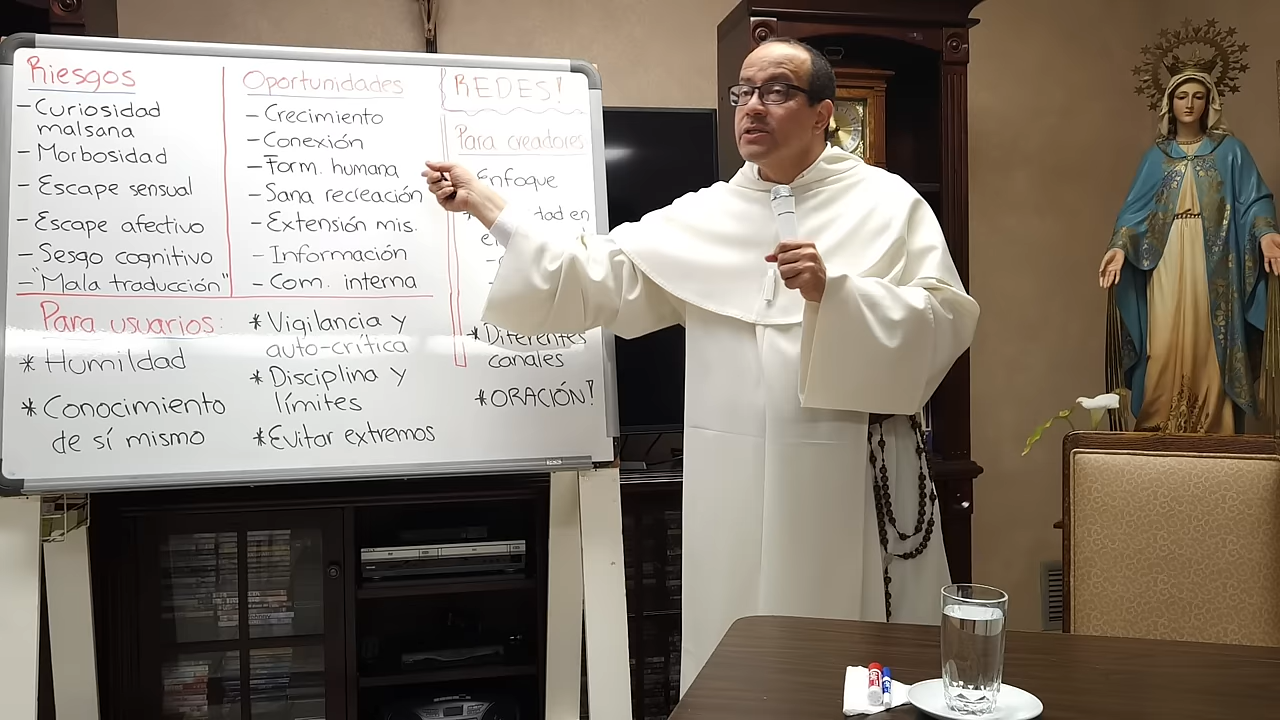 Riesgos
- Curiosidad
malsana
- Morbosidad
- Escape sensual
- Escape afectivo
- Sesgo cognitivo
- "Mala traducción"
Oportunidades
- Crecimiento
- Conexión
- Form. humana
- Sana recreación
- Extensión mis.
- Información
- Com. interna
REDES!
Para creadores
Enfoque
en
* Diferentes
canales
* ORACIÓN!
Para usuarios:
* Humildad
* Conocimiento
de sí mismo
* Vigilancia y
auto-crítica
* Disciplina y
límites
* Evitar extremos